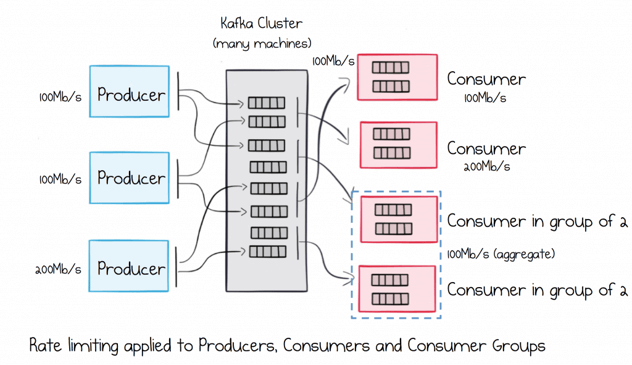 Kafka Cluster
(many machines)
100Mb/s
Producer
100Mb/s
Producer
200Mb/s
Producer
100Mb/s
Consumer
100Mb/s
Consumer
200Mb/s
Consumer in group of 2
100Mb/s (aggregate)
Consumer in group of 2
Rate limiting applied to Producers, Consumers and Consumer Groups